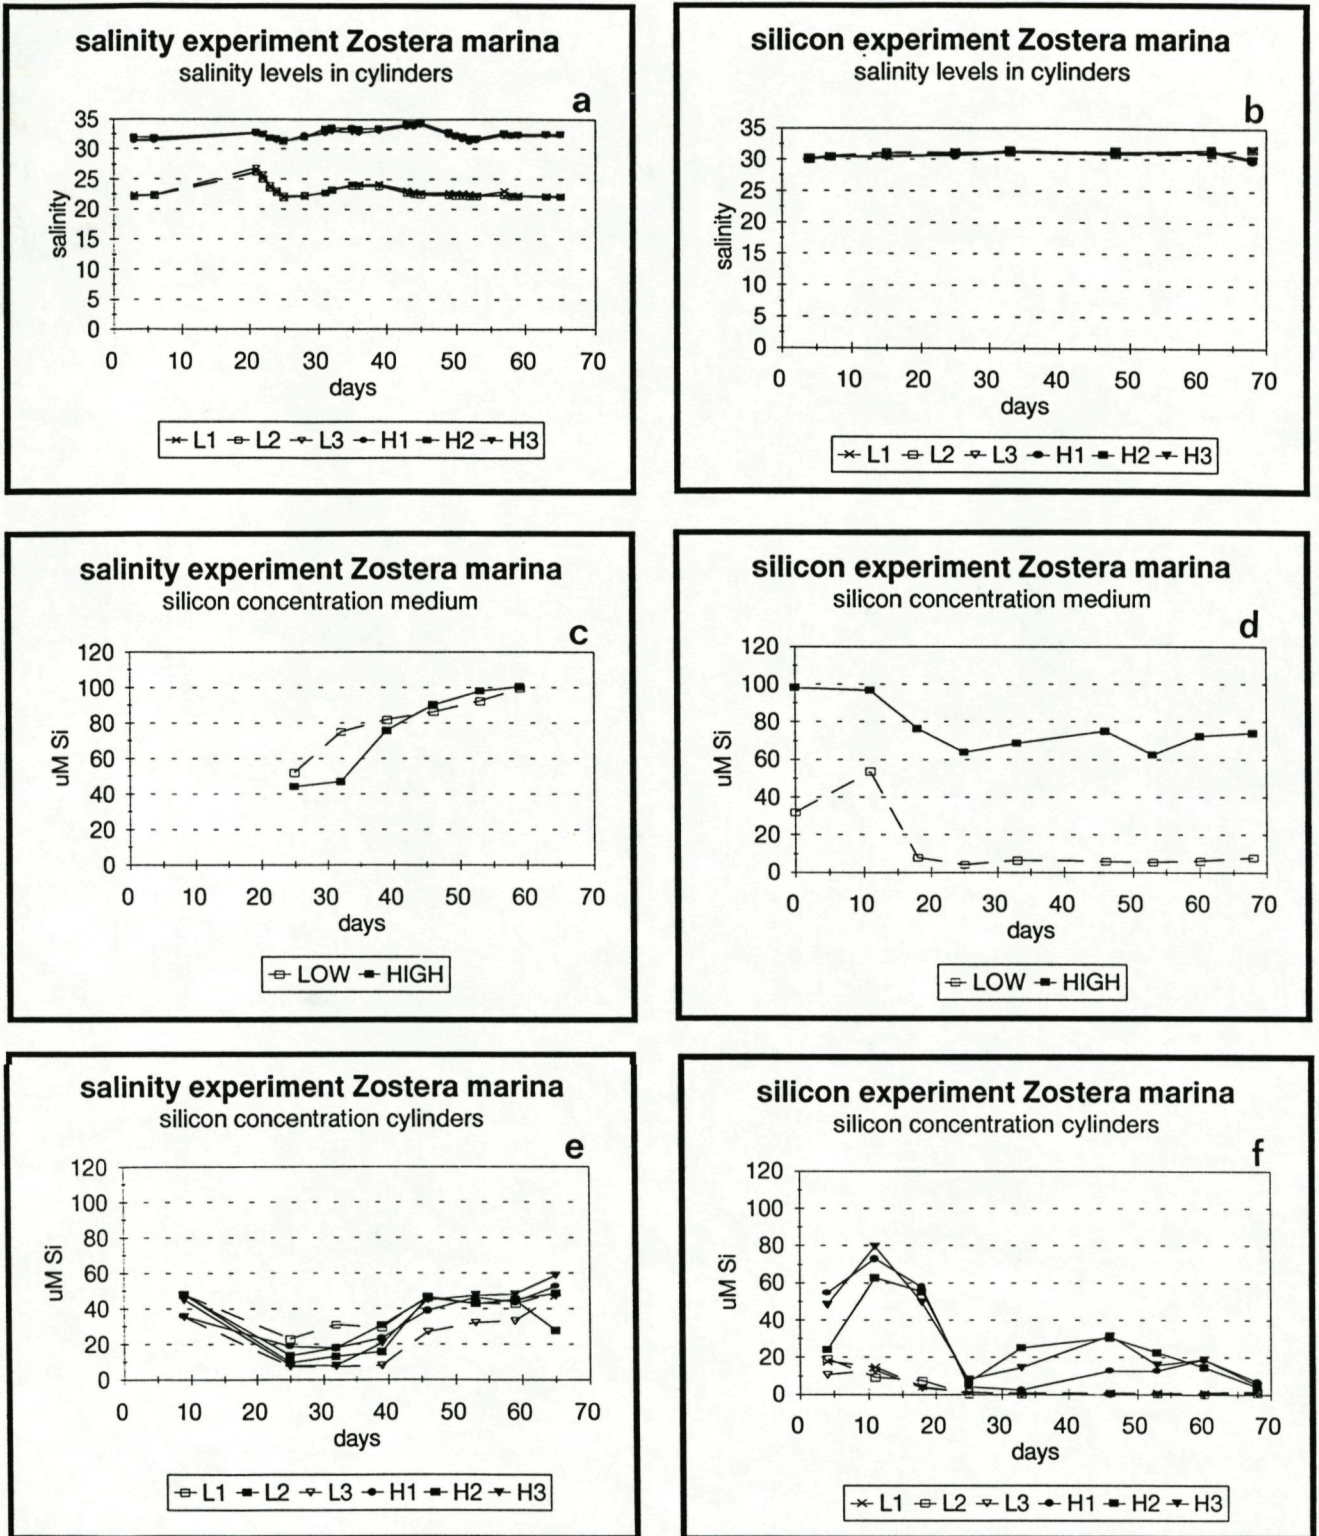 salinity experiment Zostera marina
salinity levels in cylinders
a
35
30
25
20
15
10
5
0
salinity
0 10 20 30 40 50 60 70
days
L1 L2 L3 H1 H2 H3
silicon experiment Zostera marina
salinity levels in cylinders
b
35
30
25
20
15
10
5
0
salinity
0 10 20 30 40 50 60 70
days
L1 L2 L3 H1 H2 H3
salinity experiment Zostera marina
silicon concentration medium
c
120
100
80
60
40
20
0
uM Si
0 10 20 30 40 50 60 70
days
LOW HIGH
silicon experiment Zostera marina
silicon concentration medium
d
120
100
80
60
40
20
0
uM Si
0 10 20 30 40 50 60 70
days
LOW HIGH
salinity experiment Zostera marina
silicon concentration cylinders
e
120
100
80
60
40
20
0
uM Si
0 10 20 30 40 50 60 70
days
L1 L2 L3 H1 H2 H3
silicon experiment Zostera marina
silicon concentration cylinders
f
120
100
80
60
40
20
0
uM Si
0 10 20 30 40 50 60 70
days
L1 L2 L3 H1 H2 H3